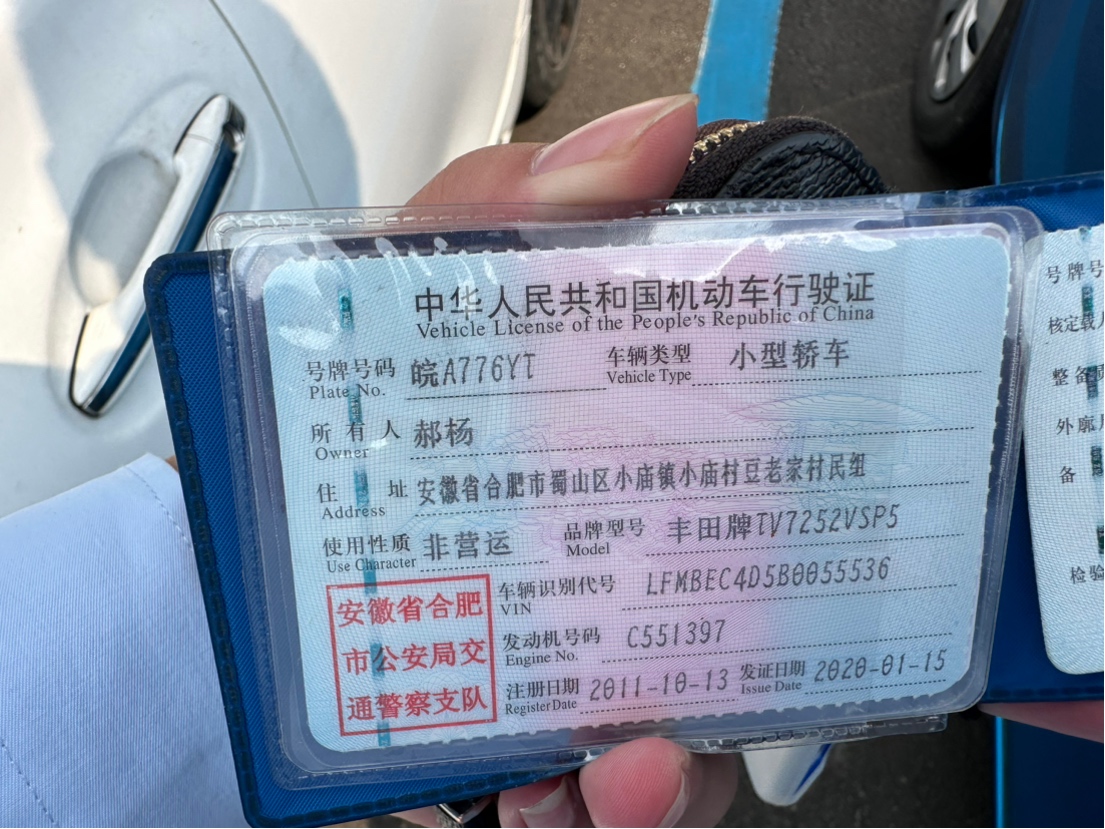 中华人民共和国机动车行驶证
Vehicle License of the People's Republic of China
号牌号码 皖A776YT 车辆类型 小型轿车
Plate No. Vehicle Type
所有人 郝杨
Owner
住址 安徽省合肥市蜀山区小庙镇小庙村豆老家村民组
Address
使用性质 非营运 品牌型号 丰田牌TV7252VSP5
Use Character Model
安徽省合肥
市公安局交
通警察支队
车辆识别代号 LFMBEC4D5B0055536
VIN
发动机号码 C551397
Engine No.
注册日期 2011-10-13 发证日期 2020-01-15
Register Date Issue Date
号牌号
核定载人
整备质
外廓尺
备
检验